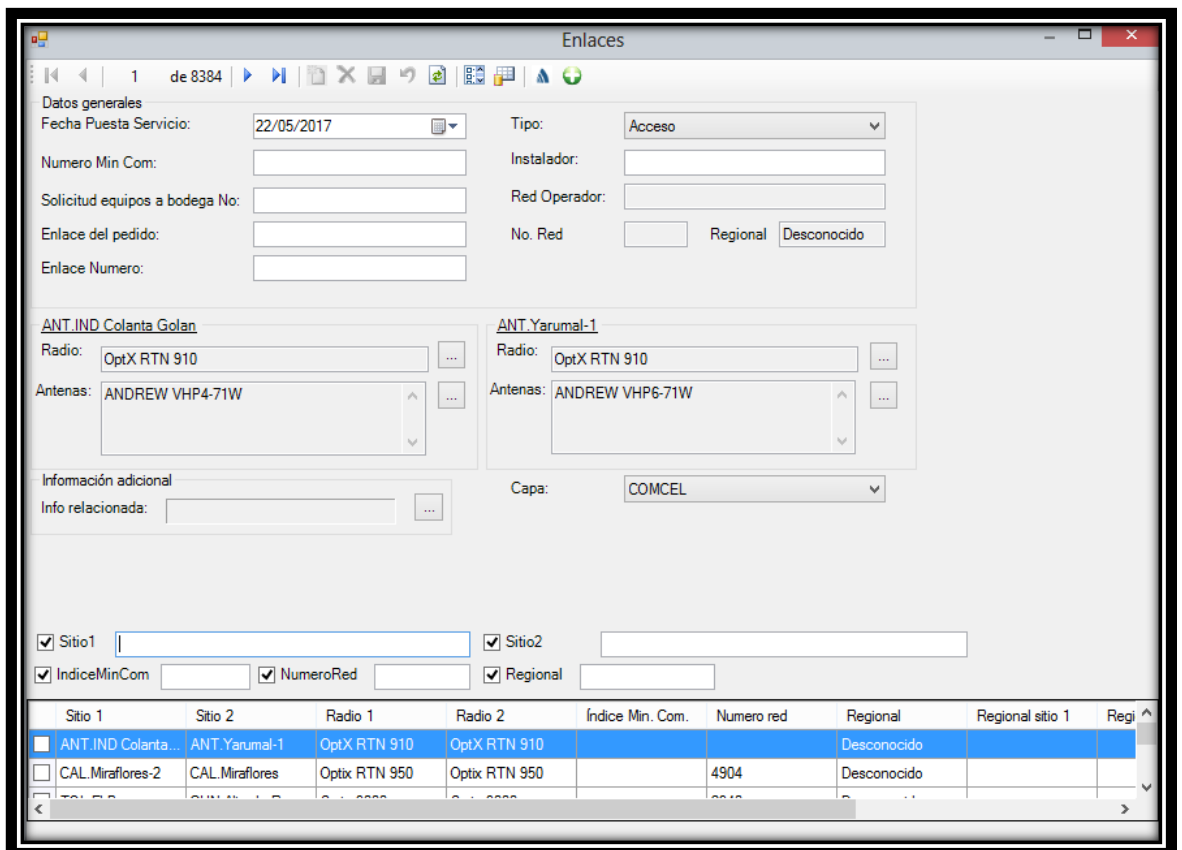 Enlaces
1 de 8384
Datos generales
Fecha Puesta Servicio: 22/05/2017 Tipo: Acceso
Numero Min Com: Instalador:
Solicitud equipos a bodega No: Red Operador:
Enlace del pedido: No. Red Regional Desconocido
Enlace Numero:
ANT.IND Colanta Golan ANT.Yarumal-1
Radio: OptX RTN 910 ... Radio: OptX RTN 910 ...
Antenas: ANDREW VHP4-71W ... Antenas: ANDREW VHP6-71W ...
Información adicional
Info relacionada: ... Capa: COMCEL
Sitio1 Sitio2
IndiceMinCom NumeroRed Regional
Sitio 1 Sitio 2 Radio 1 Radio 2 Índice Min. Com. Numero red Regional Regional sitio 1 Regi
ANT.IND Colanta... ANT.Yarumal-1 OptX RTN 910 OptX RTN 910 Desconocido
CAL.Miraflores-2 CAL.Miraflores Optix RTN 950 Optix RTN 950 4904 Desconocido